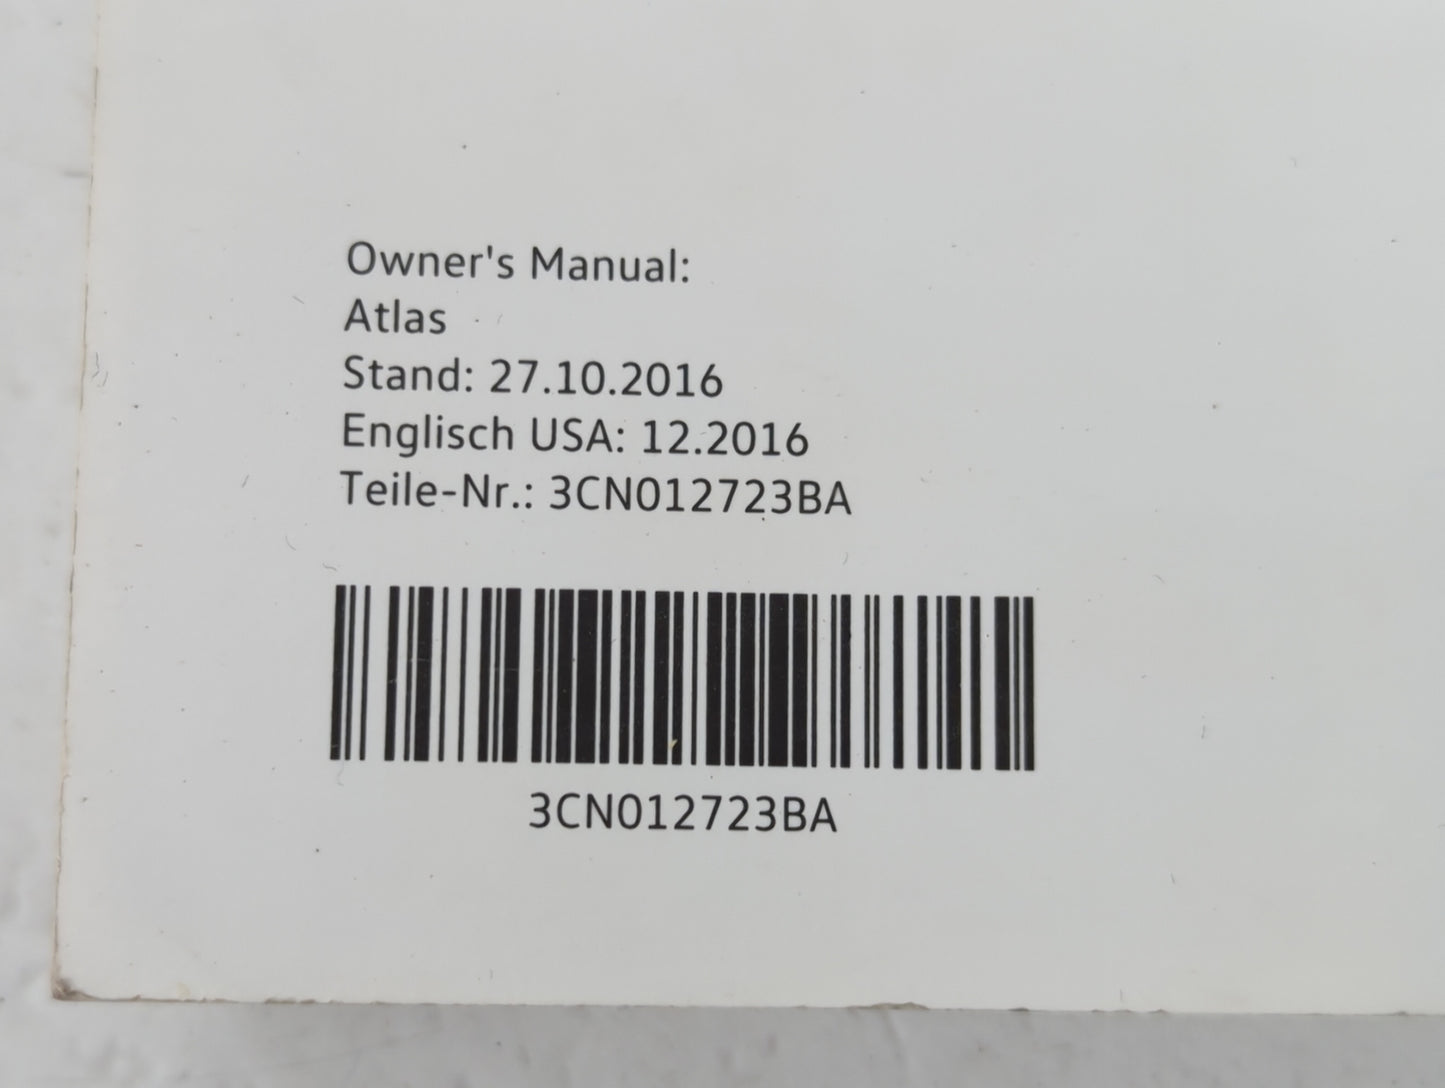 Owner's Manual:
Atlas
Stand: 27.10.2016
Englisch USA: 12.2016
Teile-Nr.: 3CN012723BA
3CN012723BA